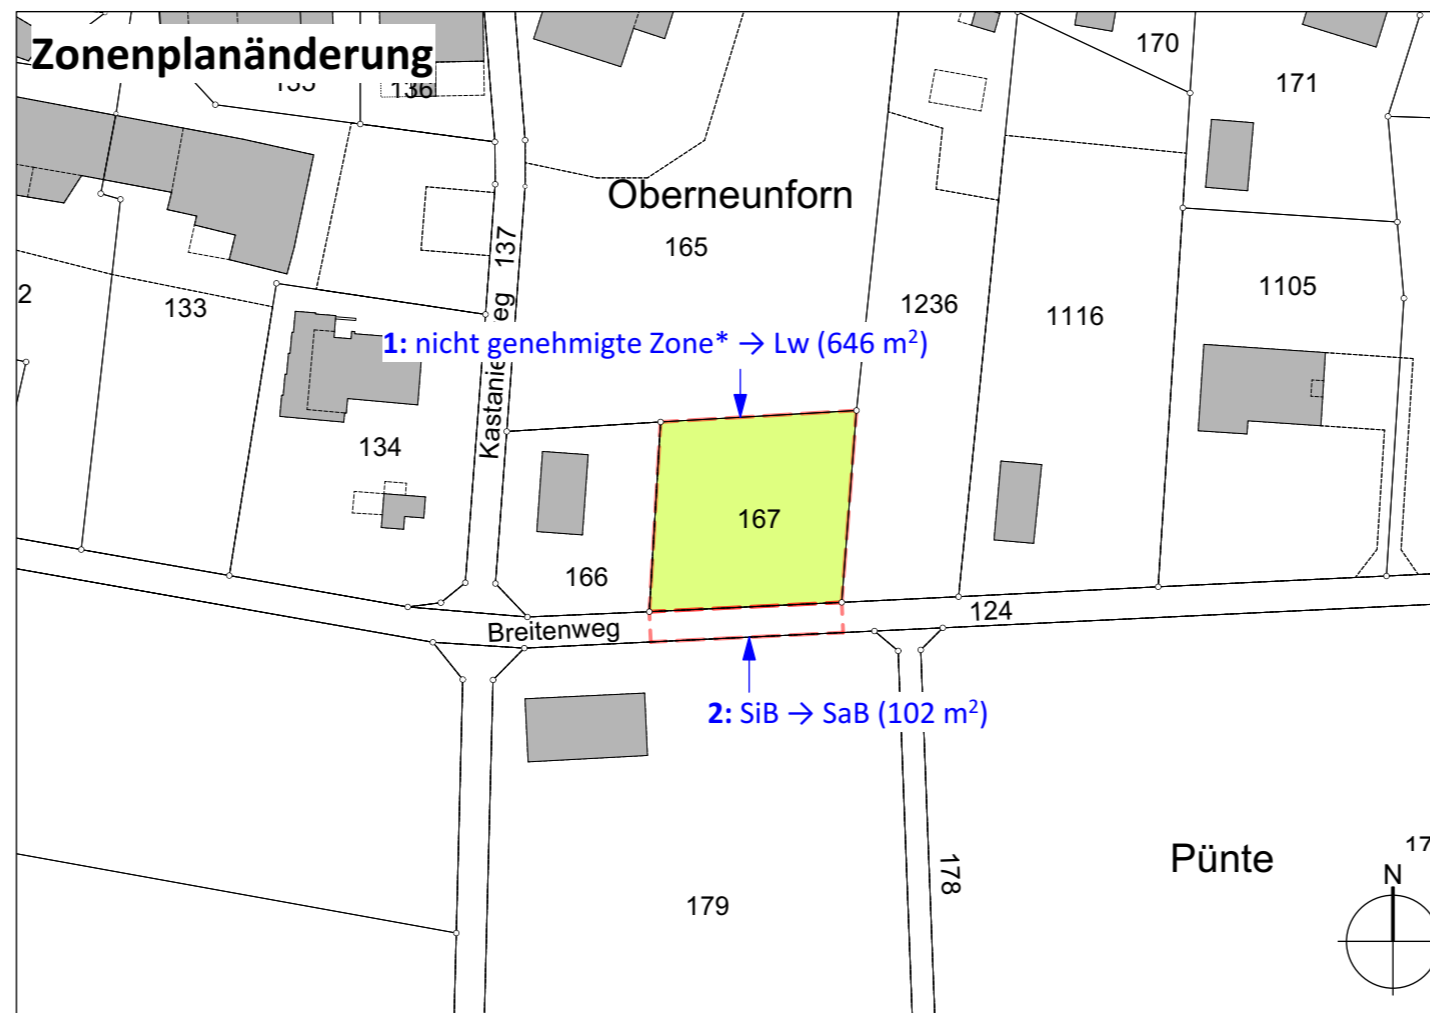 Zonenplanänderung
136
170
171
Oberneunforn
165
137
2
133
1236
1105
1116
1: nicht genehmigte Zone* → Lw (646 m²)
134
167
166
124
Breitenweg
2: SiB → SaB (102 m²)
Pünte
17
178
N
179